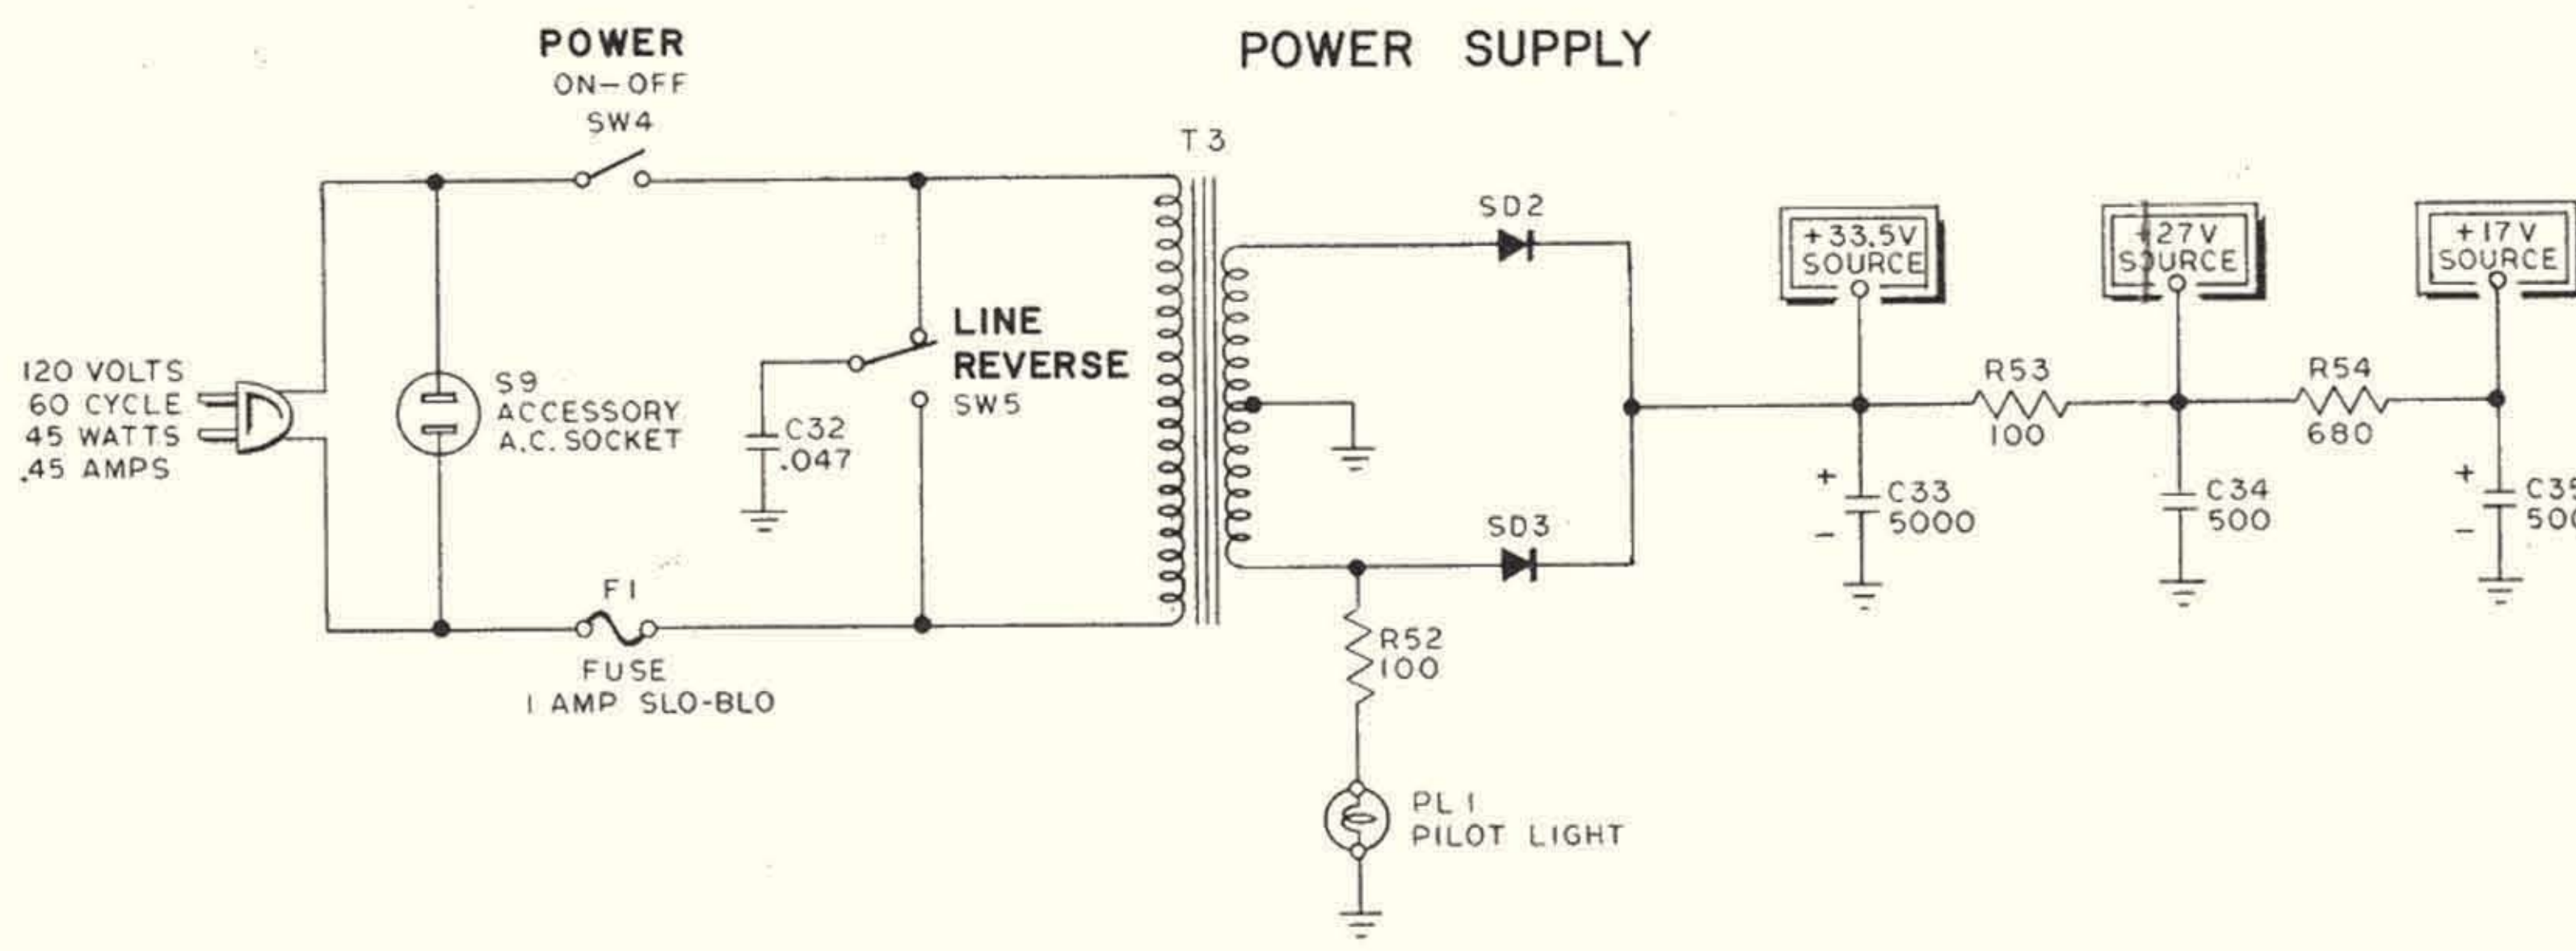 POWER SUPPLY
POWER
ON-OFF
SW4
T3
120 VOLTS
60 CYCLE
45 WATTS
.45 AMPS
S9
ACCESSORY
A.C. SOCKET
C32
.047
LINE
REVERSE
SW5
F1
FUSE
1 AMP SLO-BLO
SD2
SD3
R52
100
PL1
PILOT LIGHT
+33.5V
SOURCE
+27V
SOURCE
+17V
SOURCE
R53
100
R54
680
+
-
C33
5000
C34
500
+
-